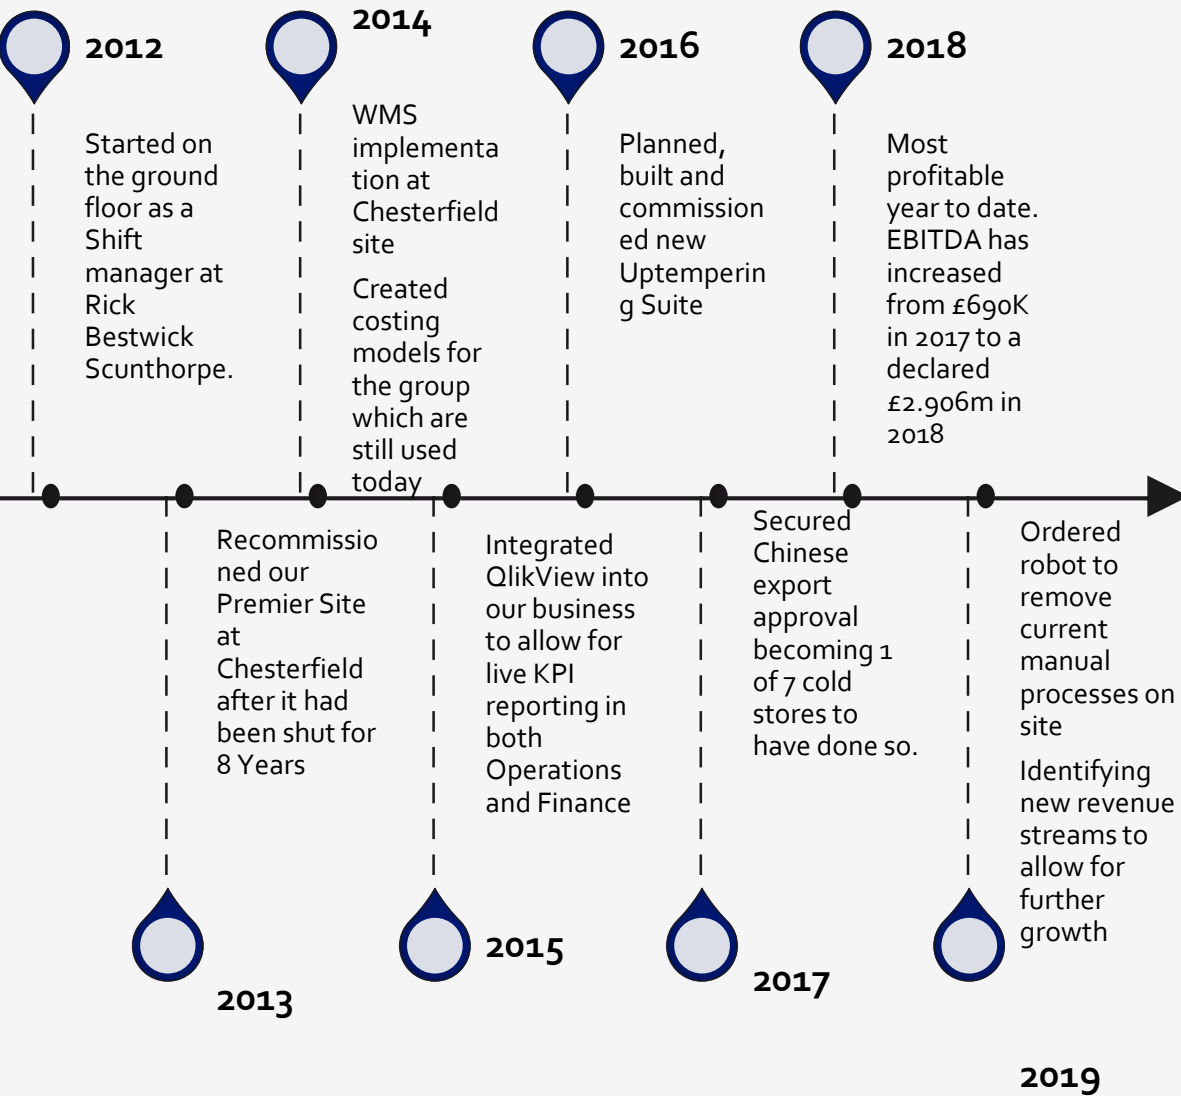 2012
Started on
the ground
floor as a
Shift
manager at
Rick
Bestwick
Scunthorpe.
2014
WMS
implementa
tion at
Chesterfield
site
Created
costing
models for
the group
which are
still used
today
2016
Planned,
built and
commission
ed new
Uptemperin
g Suite
2018
Most
profitable
year to date.
EBITDA has
increased
from £690K
in 2017 to a
declared
£2.906m in
2018
Recommissio
ned our
Premier Site
at
Chesterfield
after it had
been shut for
8 Years
2013
Integrated
QlikView into
our business
to allow for
live KPI
reporting in
both
Operations
and Finance
2015
Secured
Chinese
export
approval
becoming 1
of 7 cold
stores to
have done so.
2017
Ordered
robot to
remove
current
manual
processes on
site
Identifying
new revenue
streams to
allow for
further
growth
2019